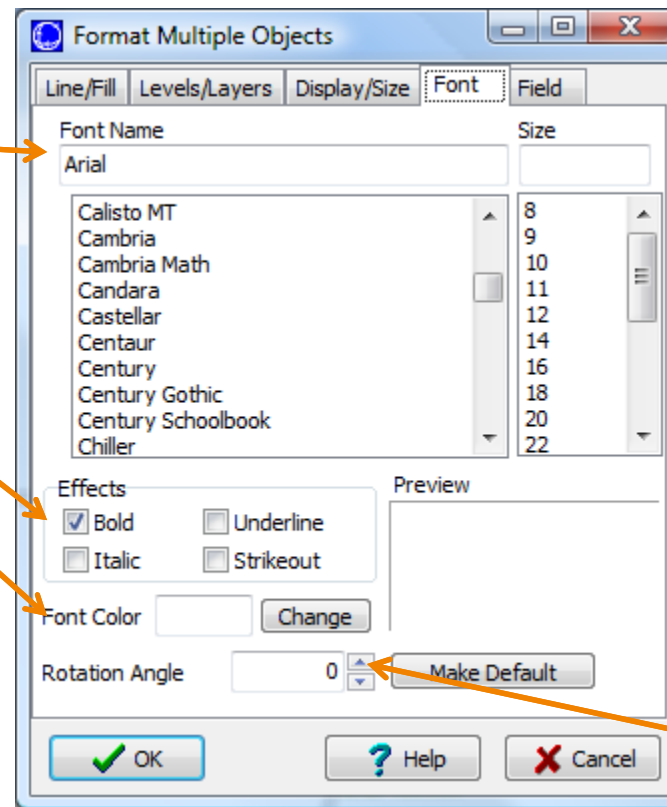 Format Multiple Objects
Line/Fill Levels/Layers Display/Size Font Field
Font Name Size
Arial
Calisto MT 8
Cambria 9
Cambria Math 10
Candara 11
Castellar 12
Centaur 14
Century 16
Century Gothic 18
Century Schoolbook 20
Chiller 22
Effects Preview
Bold Underline
Italic Strikeout
Font Color Change
Rotation Angle 0 Make Default
OK ? Help Cancel